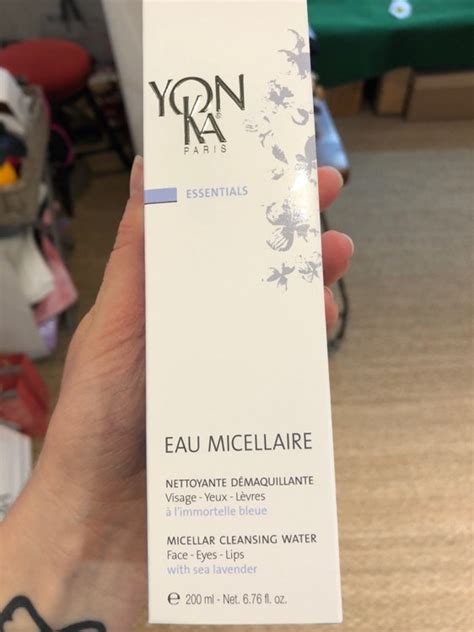 YON
KA
PARIS
ESSENTIALS
EAU MICELLAIRE
NETTOYANTE DÉMAQUILLANTE
Visage - Yeux - Lèvres
à l'immortelle bleue
MICELLAR CLEANSING WATER
Face - Eyes - Lips
with sea lavender
e 200 ml - Net. 6.76 fl. oz.